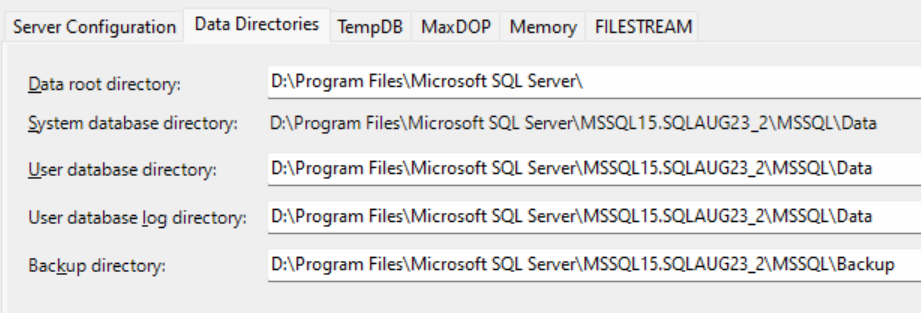 Server Configuration Data Directories TempDB MaxDOP Memory FILESTREAM
Data root directory: D:\Program Files\Microsoft SQL Server\
System database directory: D:\Program Files\Microsoft SQL Server\MSSQL15.SQLAUG23_2\MSSQL\Data
User database directory: D:\Program Files\Microsoft SQL Server\MSSQL15.SQLAUG23_2\MSSQL\Data
User database log directory: D:\Program Files\Microsoft SQL Server\MSSQL15.SQLAUG23_2\MSSQL\Data
Backup directory: D:\Program Files\Microsoft SQL Server\MSSQL15.SQLAUG23_2\MSSQL\Backup